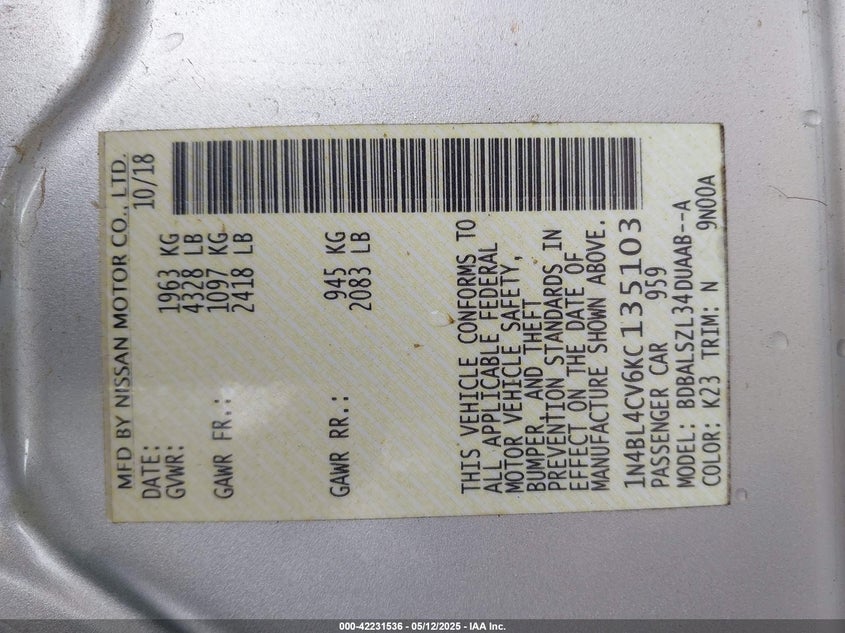 MFD BY NISSAN MOTOR CO., LTD.
DATE: 10/18
GVWR: 1963 KG
4328 LB
GAWR FR.: 1097 KG
2418 LB
GAWR RR.: 945 KG
2083 LB
THIS VEHICLE CONFORMS TO
ALL APPLICABLE FEDERAL
MOTOR VEHICLE SAFETY,
BUMPER AND THEFT
PREVENTION STANDARDS IN
EFFECT ON THE DATE OF
MANUFACTURE SHOWN ABOVE.
1N4BL4CV6KC135103
PASSENGER CAR 959
MODEL: BDBALSZL34DUAAB--A
COLOR: K23 TRIM: N 9N00A
000-42231536 - 05/12/2025 - IAA Inc.